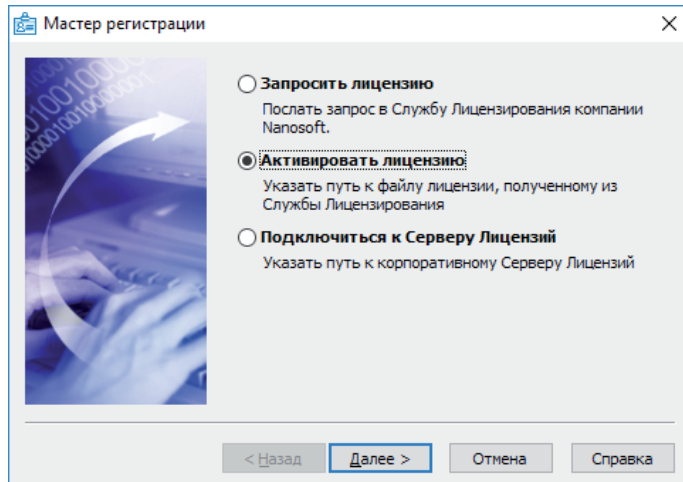 Мастер регистрации
Запросить лицензию
Послать запрос в Службу Лицензирования компании
Nanosoft.
Активировать лицензию
Указать путь к файлу лицензии, полученному из
Службы Лицензирования
Подключиться к Серверу Лицензий
Указать путь к корпоративному Серверу Лицензий
< Назад Далее > Отмена Справка